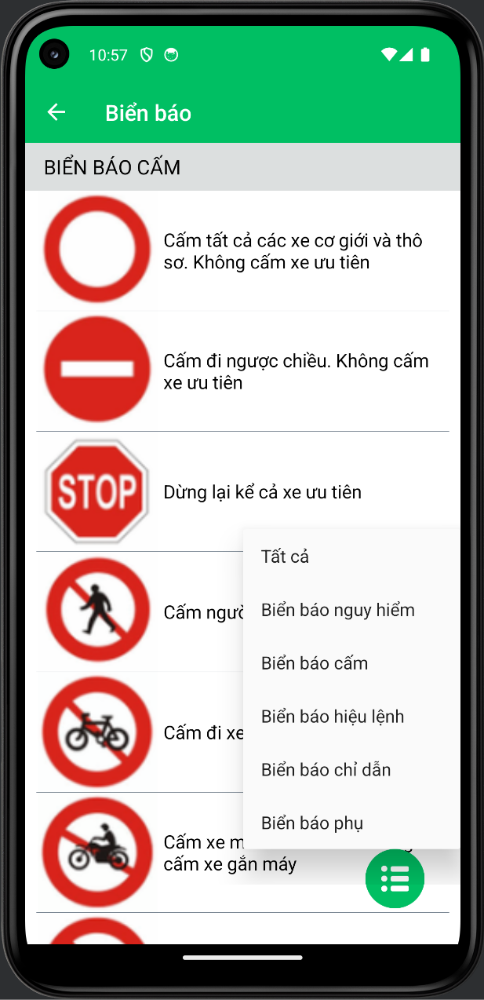 10:57
Biển báo
BIỂN BÁO CẤM
Cấm tất cả các xe cơ giới và thô
sơ. Không cấm xe ưu tiên
Cấm đi ngược chiều. Không cấm
xe ưu tiên
STOP
Dừng lại kể cả xe ưu tiên
Cấm
Cấm đi xe
Cấm xe
cấm xe gắn máy
Tất cả
Biển báo nguy hiểm
Biển báo cấm
Biển báo hiệu lệnh
Biển báo chỉ dẫn
Biển báo phụ